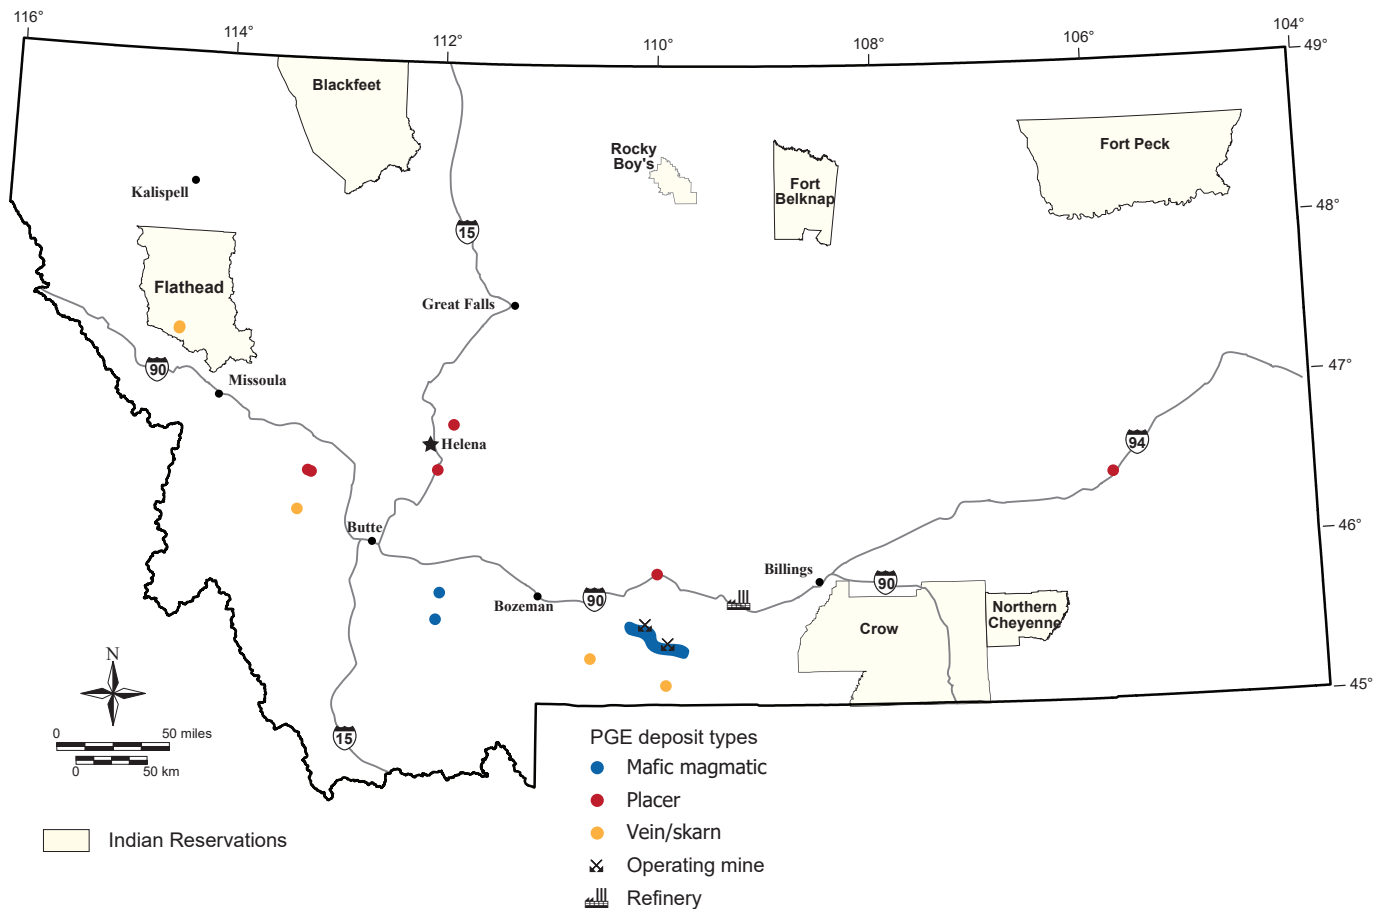 116°
114°
112°
110°
108°
106°
104°
49°
Blackfeet
Rocky
Boy's
Fort Peck
Kalispell
Fort
Belknap
48°
15
Flathead
Great Falls
90
Missoula
47°
Helena
94
Butte
46°
Billings
90
Bozeman
90
Northern
Cheyenne
Crow
N
45°
0 50 miles
0 50 km
15
PGE deposit types
Mafic magmatic
Placer
Vein/skarn
Operating mine
Refinery
Indian Reservations